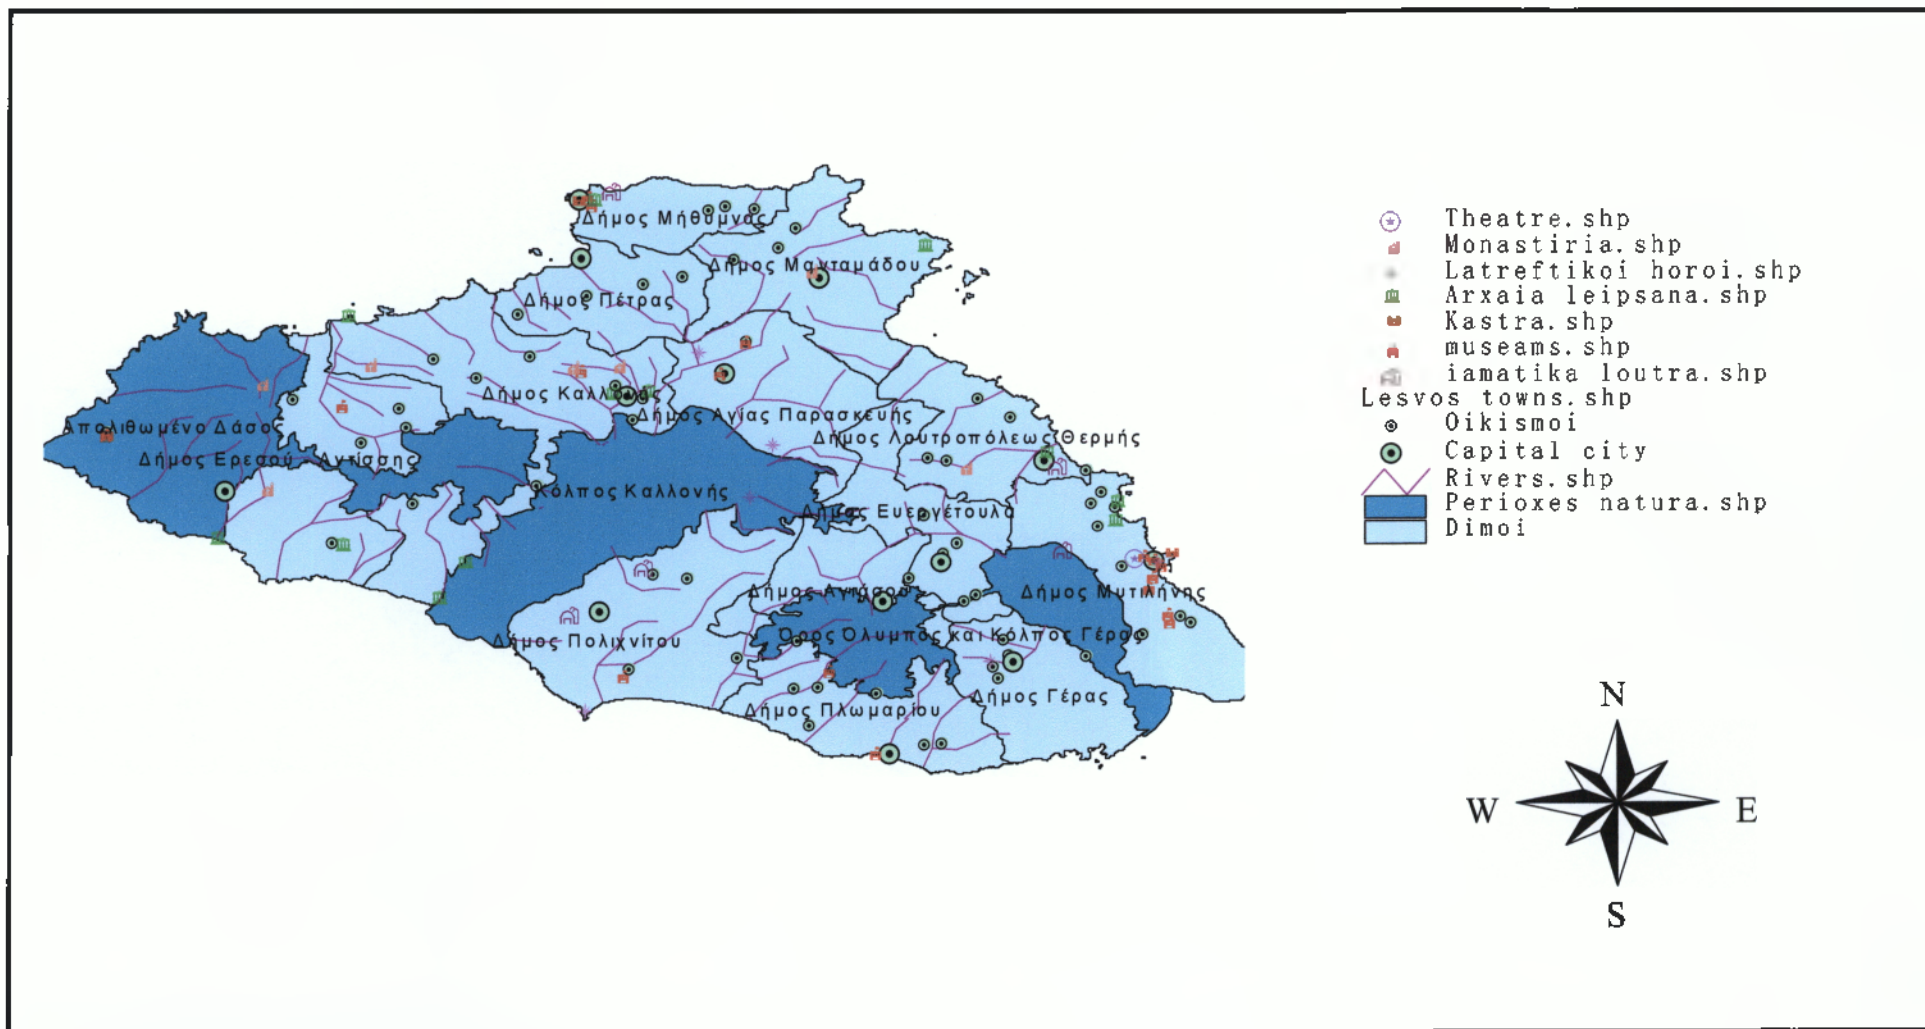 Δήμος Μήθυμνας
Δήμος Μανταμάδου
Δήμος Πέτρας
Δήμος Καλλονής
Δήμος Αγίας Παρασκευής
Απολιθωμένο Δάσος
Δήμος Λουτροπόλεως Θερμής
Δήμος Ερεσού - Αντίσσης
Κόλπος Καλλονής
Δήμος Ευεργέτουλα
Δήμος Αγιάσου
Δήμος Μυτιλήνης
Όρος Όλυμπος και Κόλπος Γέρας
Δήμος Πολιχνίτου
Δήμος Γέρας
Δήμος Πλωμαρίου
Theatre.shp
Monastiria.shp
Latreftikoi horoi.shp
Arxaia leipsana.shp
Kastra.shp
museams.shp
iamatika loutra.shp
Lesvos towns.shp
Oikismoi
Capital city
Rivers.shp
Perioxes natura.shp
Dimoi
N
W
E
S